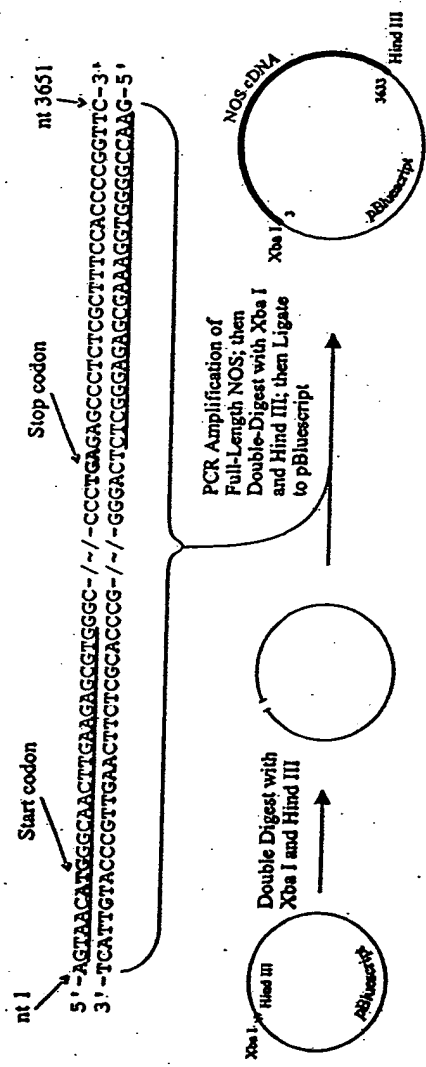 nt 1
Start codon
Stop codon
nt 3651
5'-AGTAACATGGGCAACTTGAAGAGCGTGGGC-/~/-CCCTGAGAGCCCTCTCGCTTTCCACCCCGGTTC-3'
3'-TCATTGTACCCGTTGAACTTCTCGCACCCG-/~/-GGGACTCTCGGGAGAGCGAAAGGTGGGGCCAAG-5'
Xba I
Hind III
pBluescript
Double Digest with
Xba I and Hind III
PCR Amplification of
Full-Length NOS; then
Double-Digest with Xba I
and Hind III; then Ligate
to pBluescript
Xba I
3
NOS cDNA
3633
Hind III
pBluescript